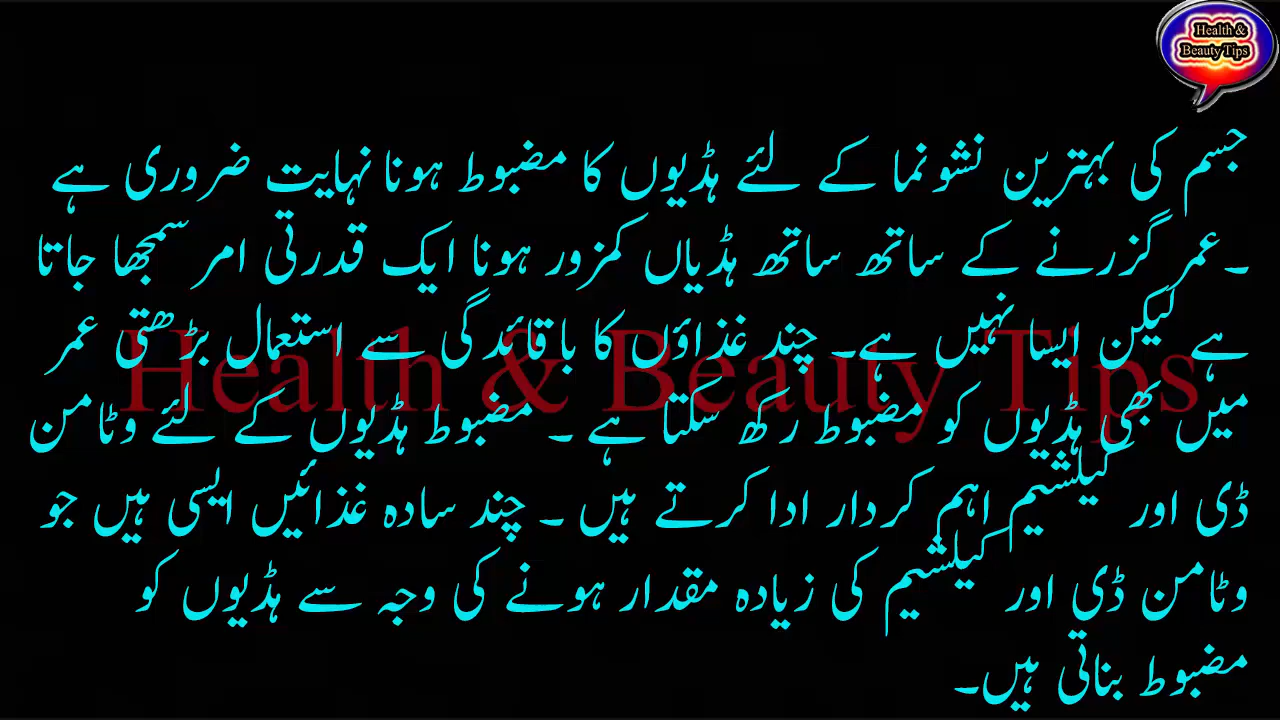 Health &
Beauty Tips
جسم کی بہترین نشونما کے لئے ہڈیوں کا مضبوط ہونا نہایت ضروری ہے
۔عمر گزرنے کے ساتھ ساتھ ہڈیاں کمزور ہونا ایک قدرتی امر سمجھا جاتا
ہے لیکن ایسا نہیں ہے۔ چند غذاؤں کا باقائدگی سے استعمال بڑھتی عمر
Health & Beauty Tips
میں بھی ہڈیوں کو مضبوط رکھ سکتا ہے ۔ مضبوط ہڈیوں کے لئے وٹامن
ڈی اور کیلشیم اہم کردار ادا کرتے ہیں ۔ چند سادہ غذائیں ایسی ہیں جو
وٹامن ڈی اور کیلشیم کی زیادہ مقدار ہونے کی وجہ سے ہڈیوں کو
مضبوط بناتی ہیں۔